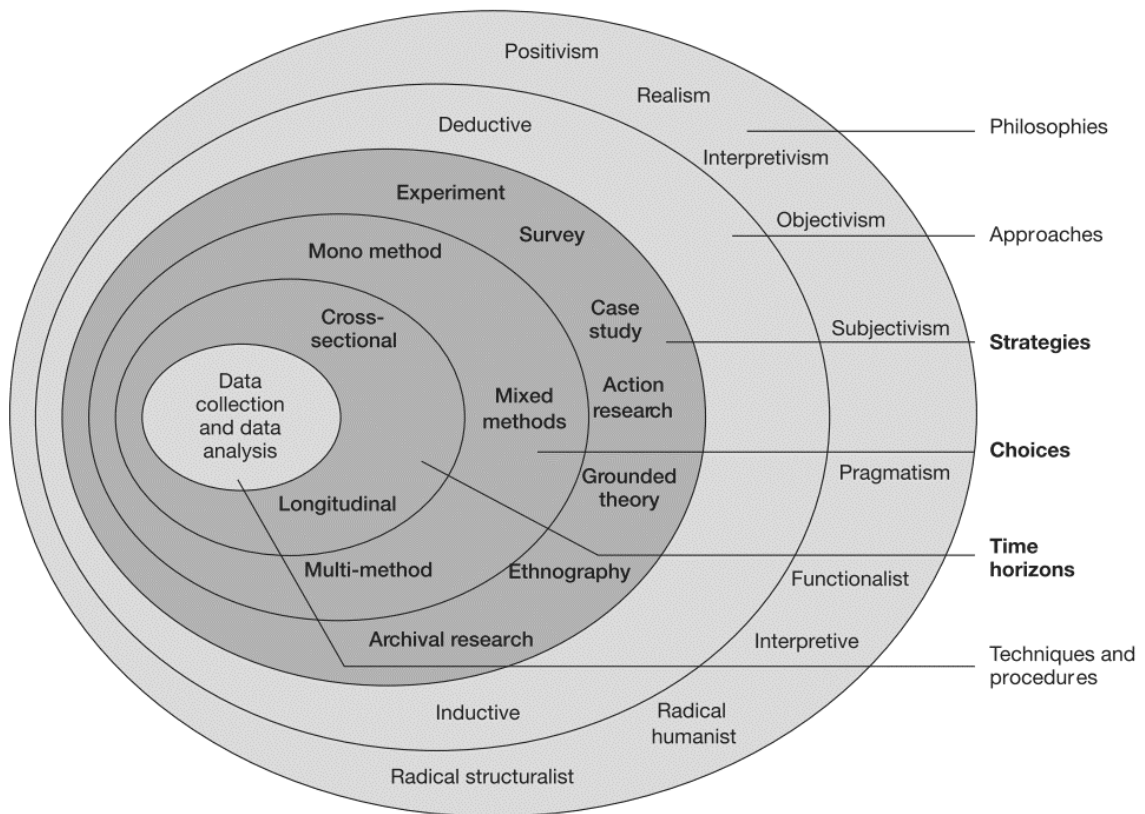 Positivism
Realism
Philosophies
Deductive
Interpretivism
Experiment
Objectivism
Survey
Approaches
Mono method
Case
study
Cross-
sectional
Subjectivism
Strategies
Data
collection
and data
analysis
Mixed
methods
Action
research
Choices
Grounded
theory
Pragmatism
Longitudinal
Time
horizons
Multi-method
Ethnography
Functionalist
Archival research
Interpretive
Techniques and
procedures
Inductive
Radical
humanist
Radical structuralist